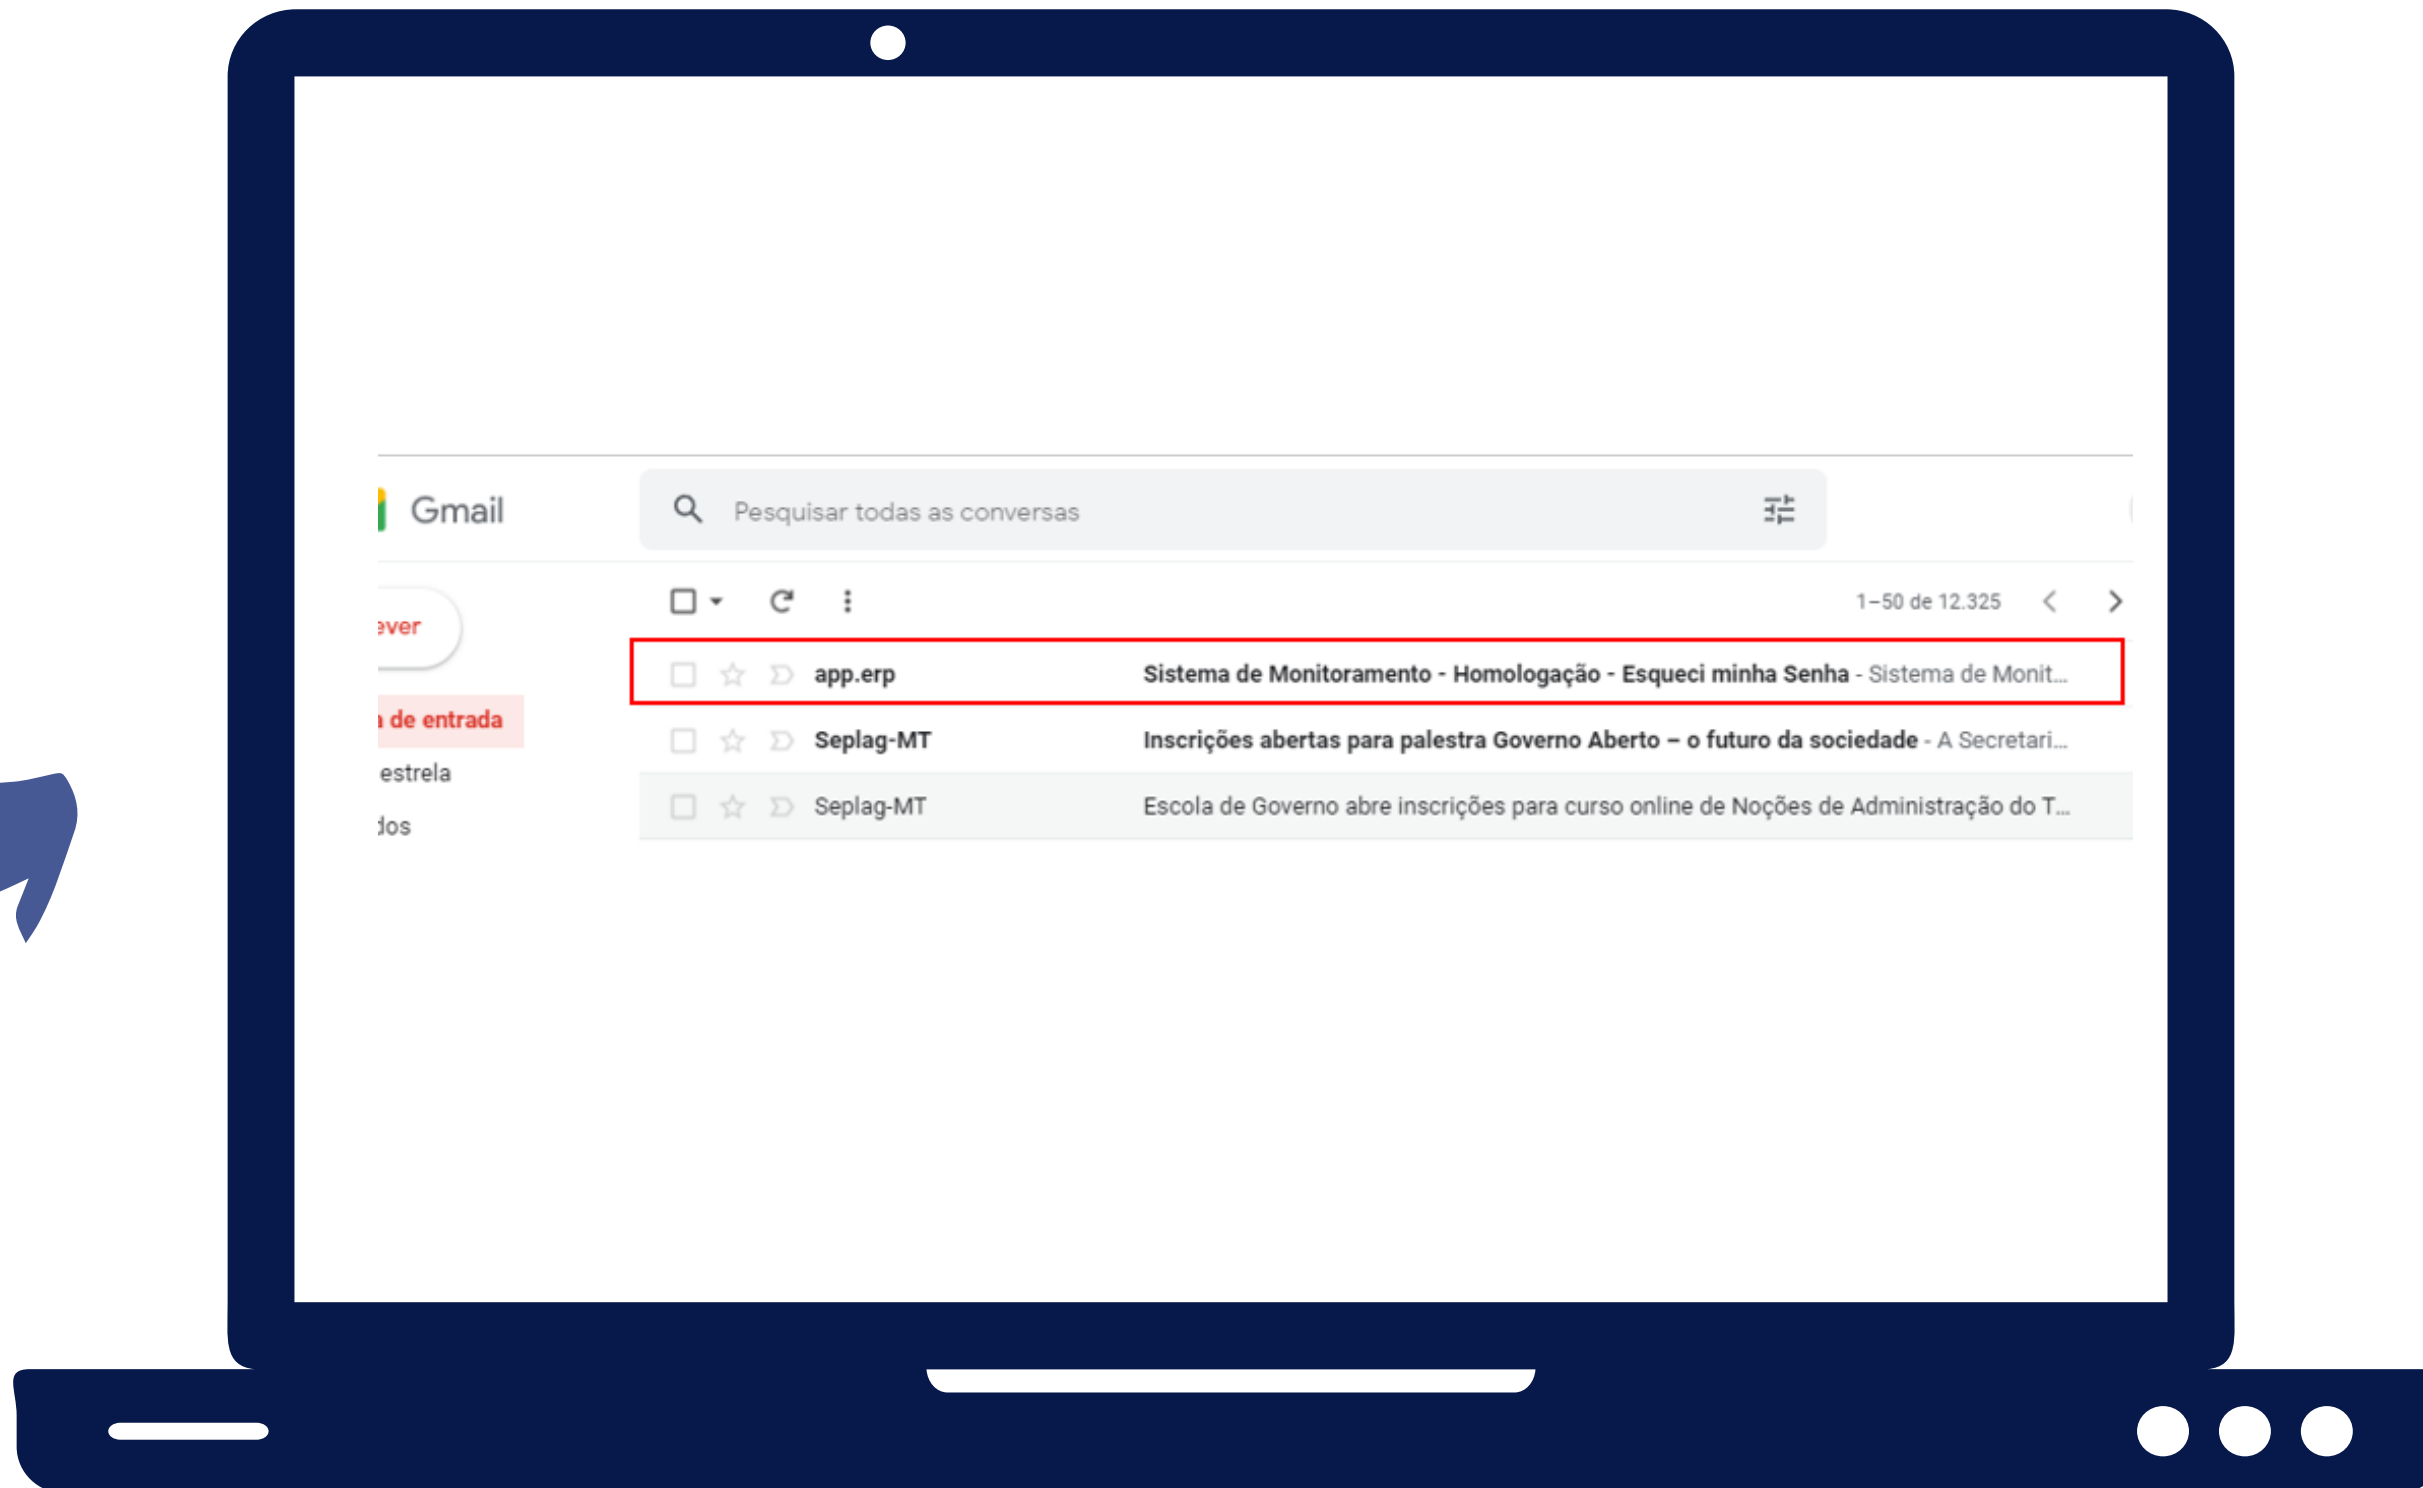 Gmail
Pesquisar todas as conversas
1–50 de 12.325
ever
app.erp Sistema de Monitoramento - Homologação - Esqueci minha Senha - Sistema de Monit...
a de entrada
Seplag-MT Inscrições abertas para palestra Governo Aberto – o futuro da sociedade - A Secretari...
estrela
Seplag-MT Escola de Governo abre inscrições para curso online de Noções de Administração do T...
dos